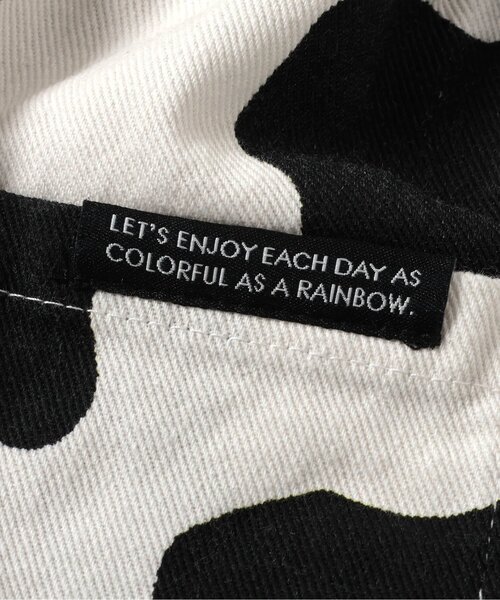 LET'S ENJOY EACH DAY AS
COLORFUL AS A RAINBOW.